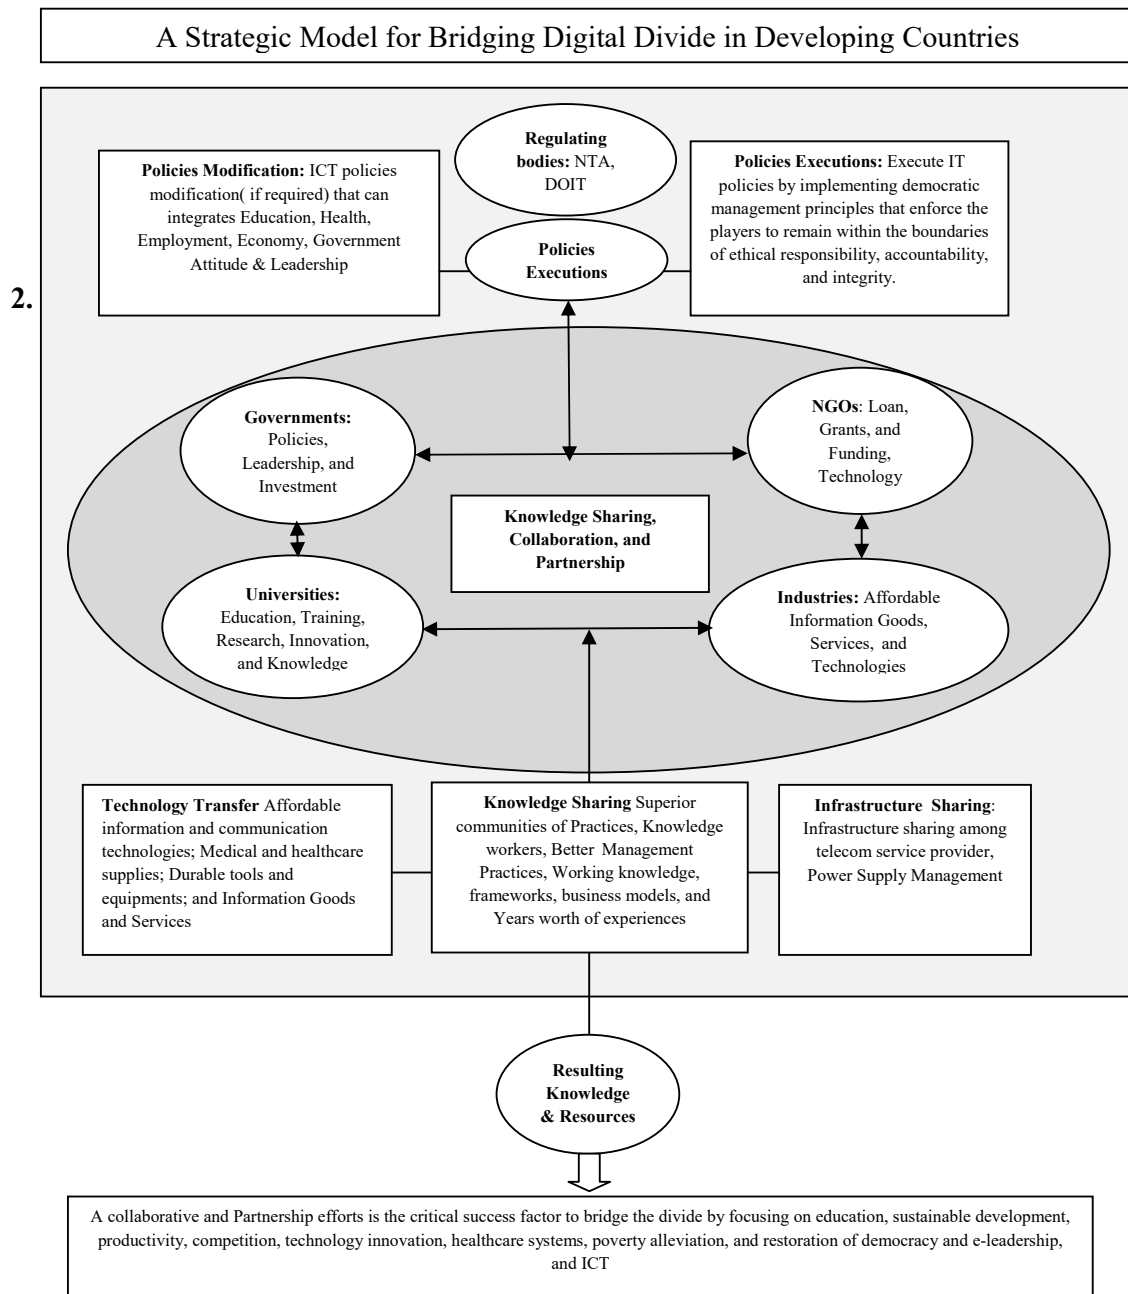 A Strategic Model for Bridging Digital Divide in Developing Countries
Regulating
bodies: NTA,
DOIT
Policies Modification: ICT policies
modification( if required) that can
integrates Education, Health,
Employment, Economy, Government
Attitude & Leadership
Policies Executions: Execute IT
policies by implementing democratic
management principles that enforce the
players to remain within the boundaries
of ethical responsibility, accountability,
and integrity.
Policies
Executions
2.
Governments:
Policies,
Leadership, and
Investment
NGOs: Loan,
Grants, and
Funding,
Technology
Knowledge Sharing,
Collaboration, and
Partnership
Universities:
Education, Training,
Research, Innovation,
and Knowledge
Industries: Affordable
Information Goods,
Services, and
Technologies
Technology Transfer Affordable
information and communication
technologies; Medical and healthcare
supplies; Durable tools and
equipments; and Information Goods
and Services
Knowledge Sharing Superior
communities of Practices, Knowledge
workers, Better Management
Practices, Working knowledge,
frameworks, business models, and
Years worth of experiences
Infrastructure Sharing:
Infrastructure sharing among
telecom service provider,
Power Supply Management
Resulting
Knowledge
& Resources
A collaborative and Partnership efforts is the critical success factor to bridge the divide by focusing on education, sustainable development,
productivity, competition, technology innovation, healthcare systems, poverty alleviation, and restoration of democracy and e-leadership,
and ICT